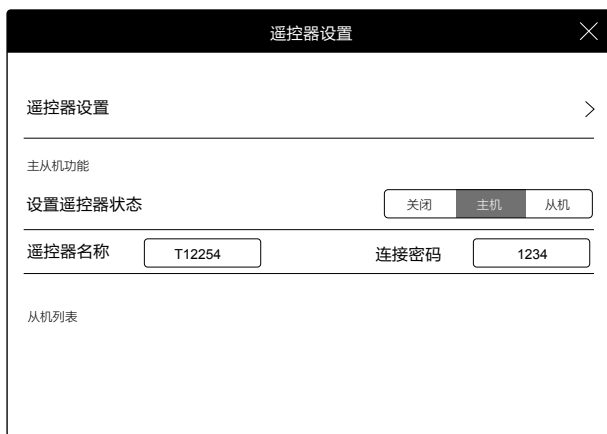 遥控器设置
遥控器设置
主从机功能
设置遥控器状态 关闭 主机 从机
遥控器名称 T12254 连接密码 1234
从机列表